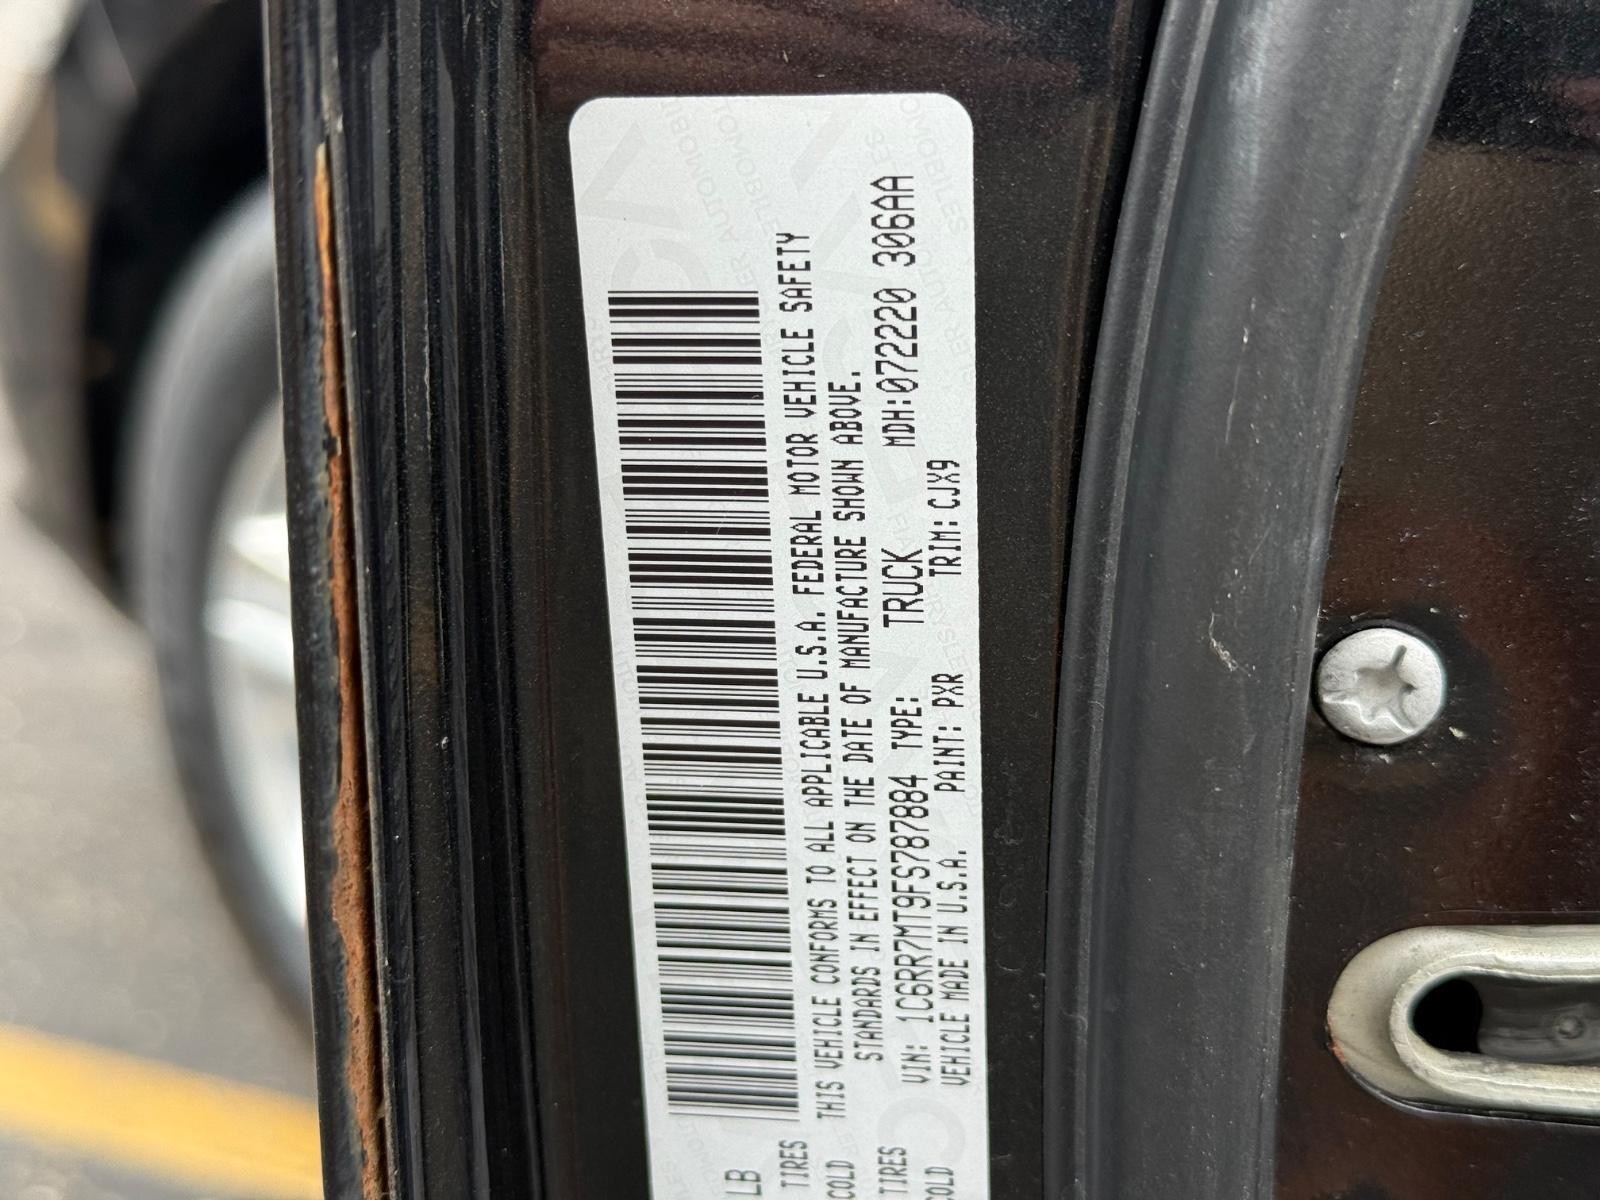 LB
TIRES
COLD
TIRES
COLD
THIS VEHICLE CONFORMS TO ALL APPLICABLE U.S.A. FEDERAL MOTOR VEHICLE SAFETY
STANDARDS IN EFFECT ON THE DATE OF MANUFACTURE SHOWN ABOVE.
VIN: 1C6RR7MT9FS787884 TYPE: TRUCK MDH:072220 306AA
VEHICLE MADE IN U.S.A. PAINT: PXR TRIM: CJX9